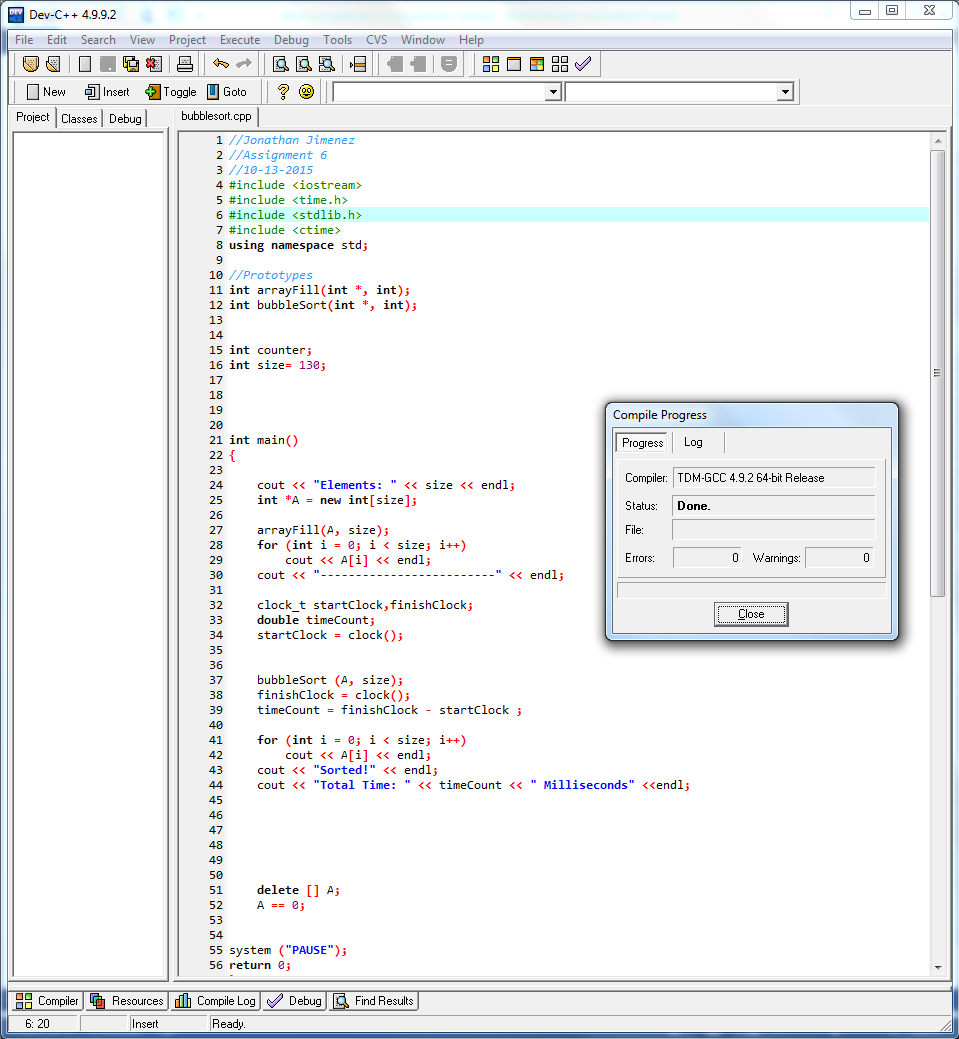 Dev-C++ 4.9.9.2
File Edit Search View Project Execute Debug Tools CVS Window Help
New Insert Toggle Goto
Project Classes Debug
bubblesort.cpp
1 //Jonathan Jimenez
2 //Assignment 6
3 //10-13-2015
4 #include <iostream>
5 #include <time.h>
6 #include <stdlib.h>
7 #include <ctime>
8 using namespace std;
9
10 //Prototypes
11 int arrayFill(int *, int);
12 int bubbleSort(int *, int);
13
14
15 int counter;
16 int size= 130;
17
18
19
20
21 int main()
22 {
23
24     cout << "Elements: " << size << endl;
25     int *A = new int[size];
26
27     arrayFill(A, size);
28     for (int i = 0; i < size; i++)
29         cout << A[i] << endl;
30     cout << "-------------------------" << endl;
31
32     clock_t startClock,finishClock;
33     double timeCount;
34     startClock = clock();
35
36
37     bubbleSort (A, size);
38     finishClock = clock();
39     timeCount = finishClock - startClock ;
40
41     for (int i = 0; i < size; i++)
42         cout << A[i] << endl;
43     cout << "Sorted!" << endl;
44     cout << "Total Time: " << timeCount << " Milliseconds" <<endl;
45
46
47
48
49
50
51     delete [] A;
52     A == 0;
53
54
55 system ("PAUSE");
56 return 0;
Compile Progress
Progress Log
Compiler: TDM-GCC 4.9.2 64-bit Release
Status: Done.
File:
Errors: 0 Warnings: 0
Close
Compiler Resources Compile Log Debug Find Results
6: 20 Insert Ready.